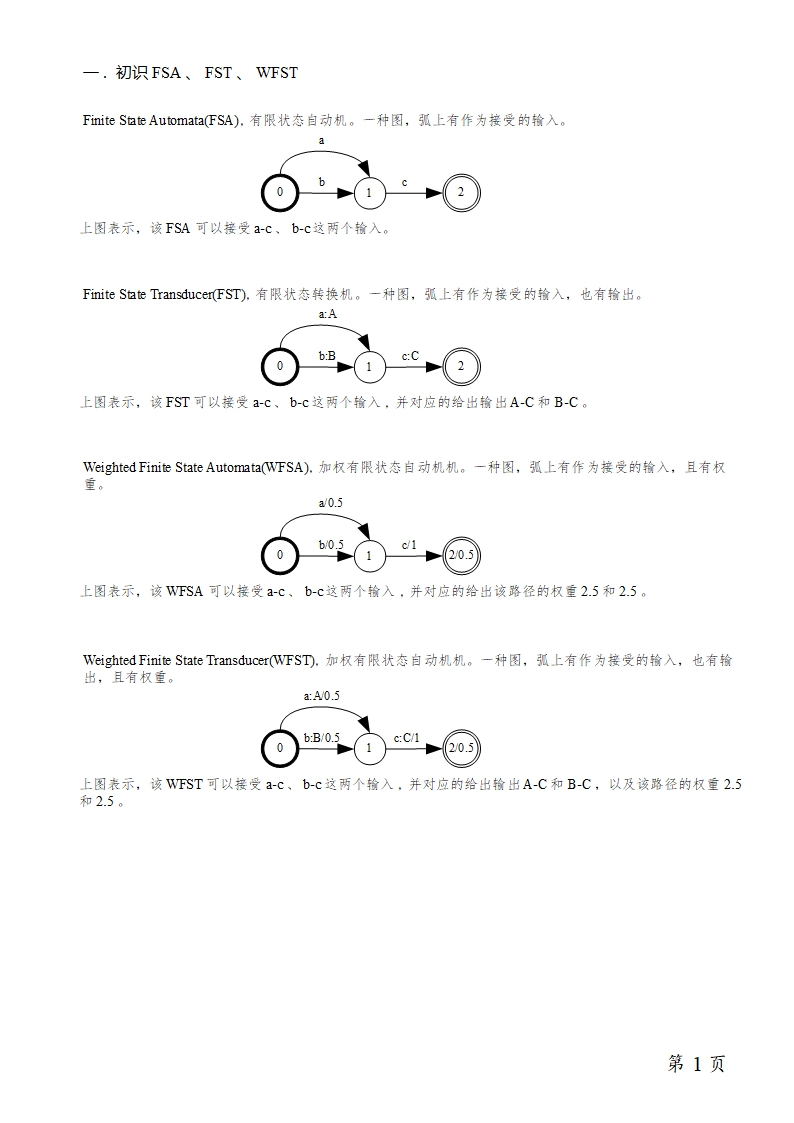 一．初识 FSA 、 FST 、 WFST
Finite State Automata(FSA), 有限状态自动机。一种图，弧上有作为接受的输入。
a
0 b 1 c 2
上图表示，该 FSA 可以接受 a-c 、 b-c 这两个输入。
Finite State Transducer(FST), 有限状态转换机。一种图，弧上有作为接受的输入，也有输出。
a:A
0 b:B 1 c:C 2
上图表示，该 FST 可以接受 a-c 、 b-c 这两个输入，并对应的给出输出 A-C 和 B-C 。
Weighted Finite State Automata(WFSA), 加权有限状态自动机机。一种图，弧上有作为接受的输入，且有权
重。
a/0.5
0 b/0.5 1 c/1 2/0.5
上图表示，该 WFSA 可以接受 a-c 、 b-c 这两个输入，并对应的给出该路径的权重 2.5 和 2.5 。
Weighted Finite State Transducer(WFST), 加权有限状态自动机机。一种图，弧上有作为接受的输入，也有输
出，且有权重。
a:A/0.5
0 b:B/0.5 1 c:C/1 2/0.5
上图表示，该 WFST 可以接受 a-c 、 b-c 这两个输入，并对应的给出输出 A-C 和 B-C ，以及该路径的权重 2.5
和 2.5 。
第 1 页